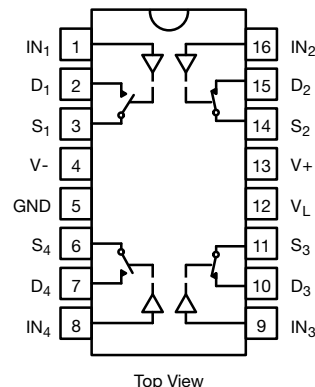 IN₁ 1 16 IN₂
D₁ 2 15 D₂
S₁ 3 14 S₂
V- 4 13 V+
GND 5 12 V_L
S₄ 6 11 S₃
D₄ 7 10 D₃
IN₄ 8 9 IN₃
Top View